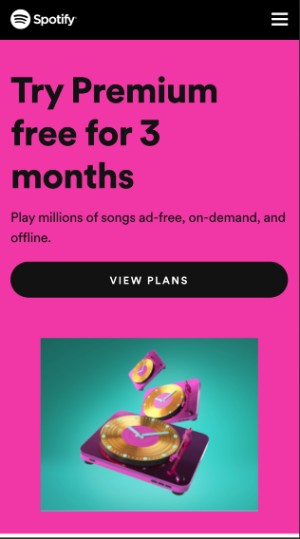 Spotify
Try Premium
free for 3
months
Play millions of songs ad-free, on-demand, and
offline.
VIEW PLANS